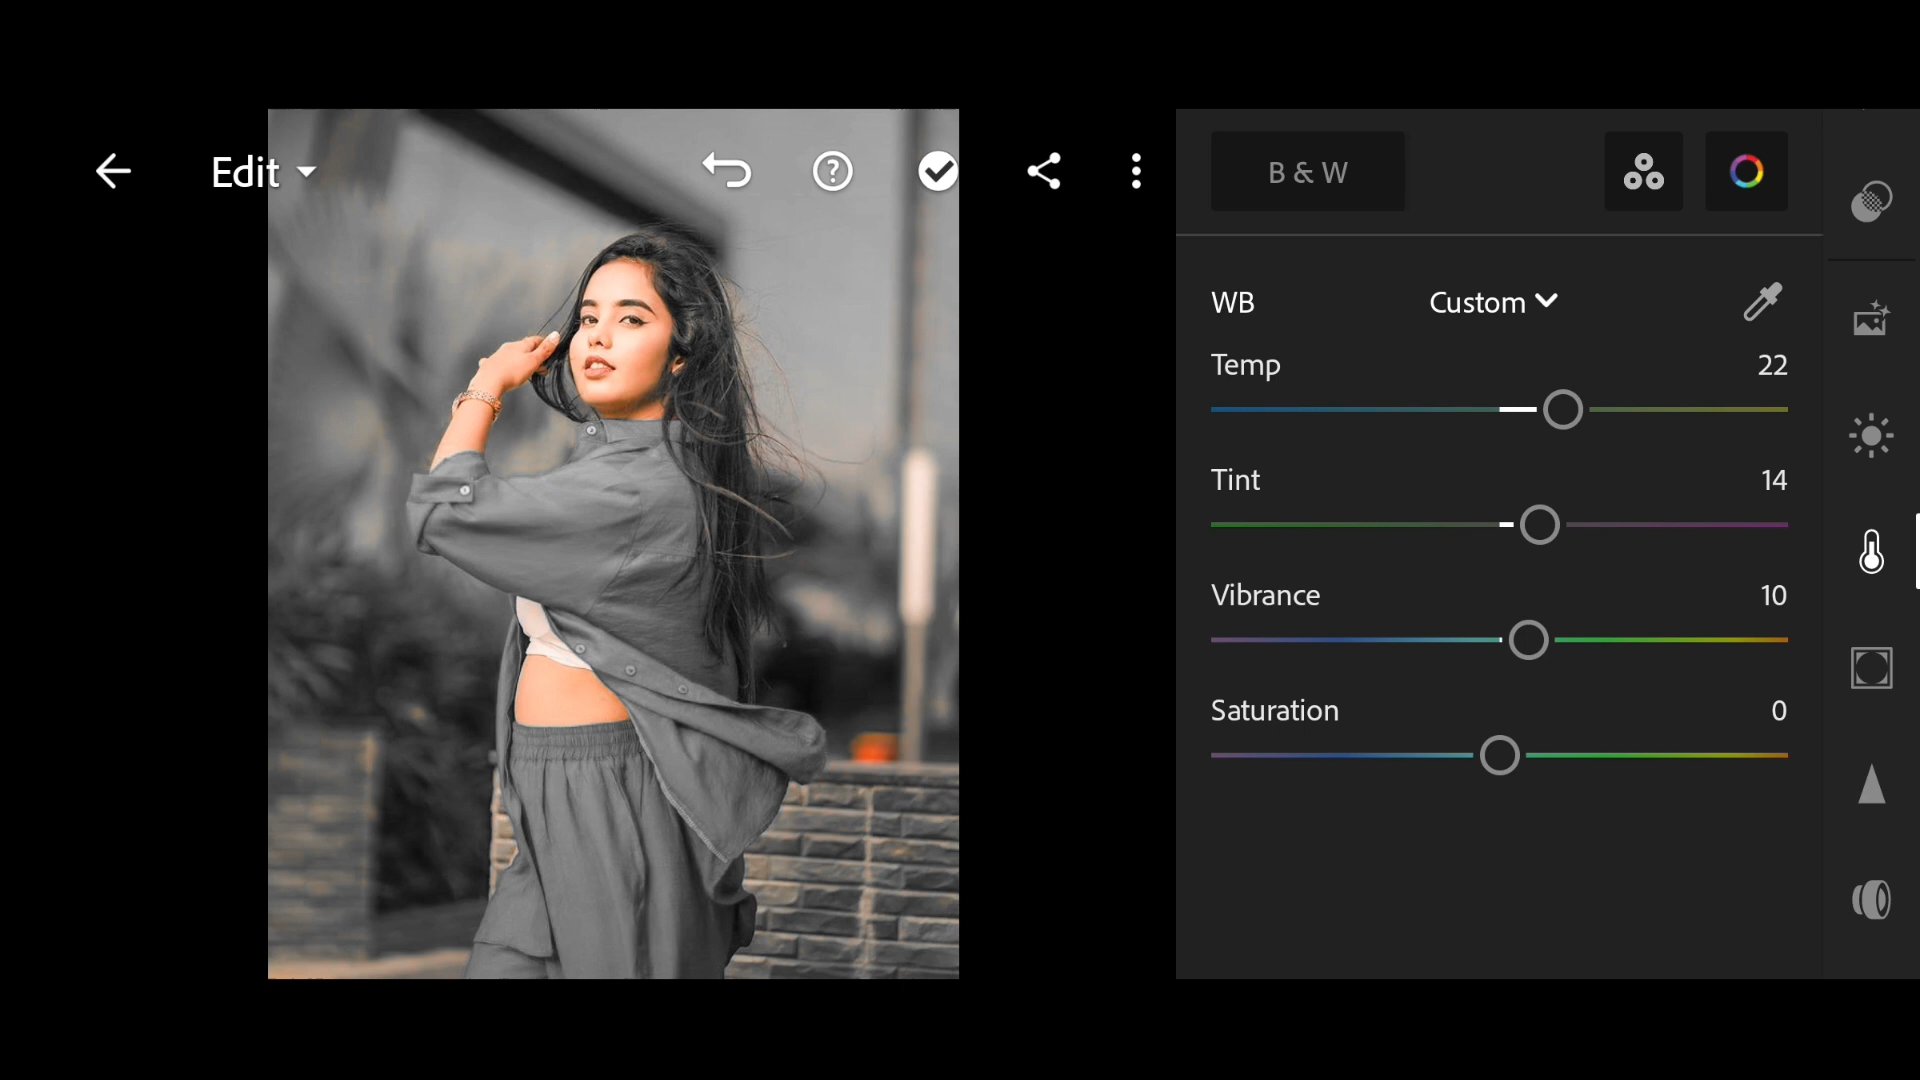 Edit
B & W
WB
Custom
Temp
22
Tint
14
Vibrance
10
Saturation
0